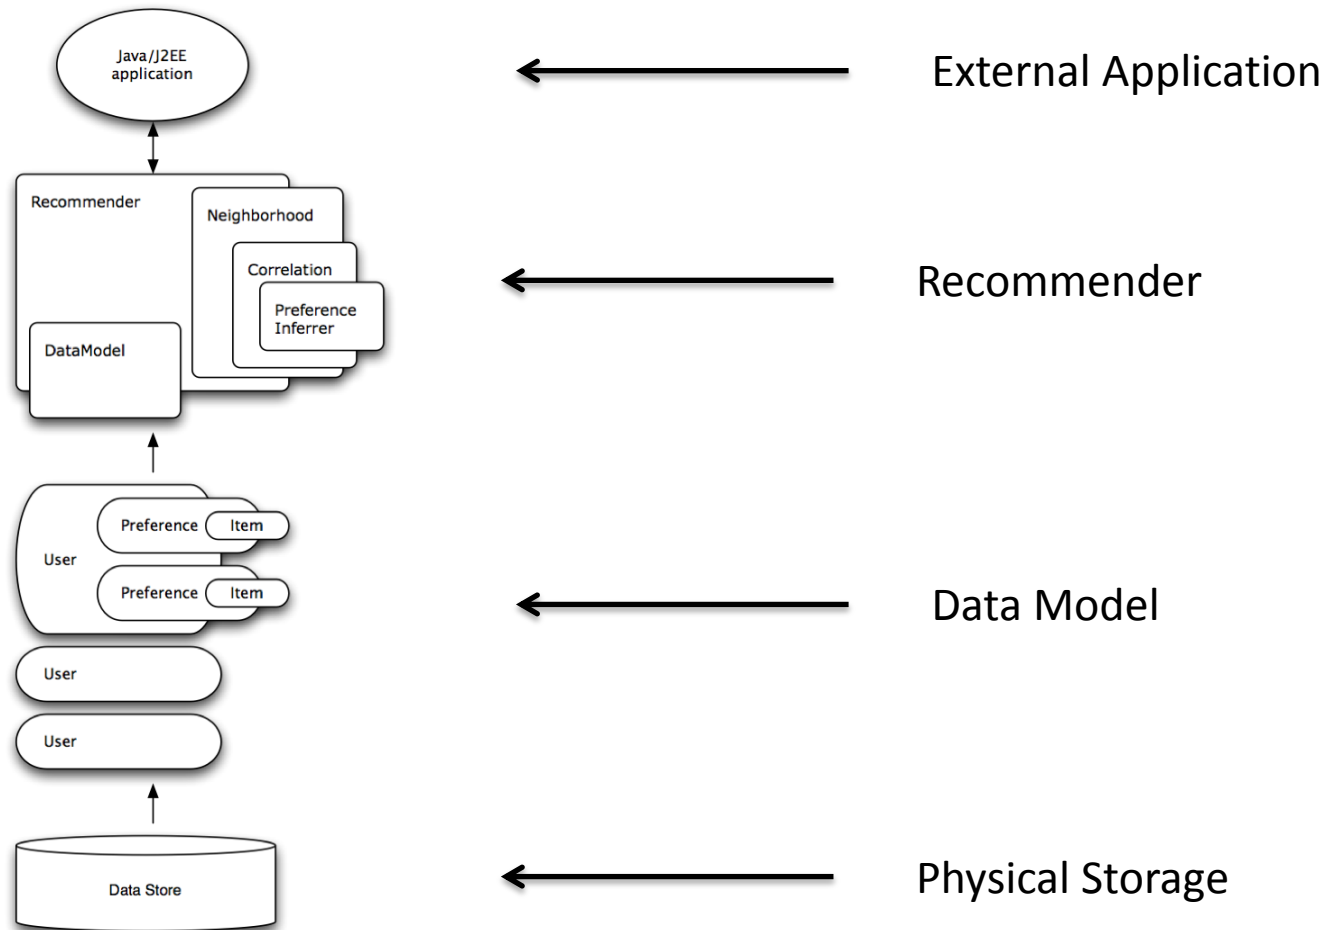 Java/J2EE
application
External Application
Recommender
Neighborhood
Correlation
Preference
Inferrer
DataModel
Recommender
Preference
Item
User
Preference
Item
Data Model
User
User
Data Store
Physical Storage